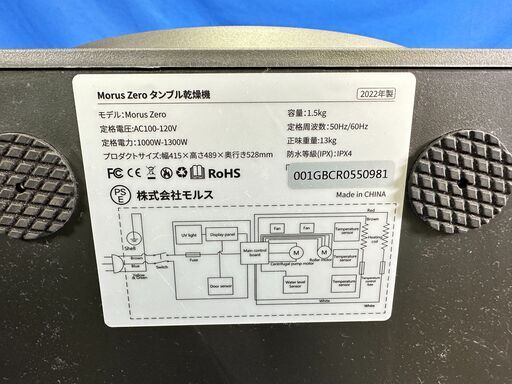 Morus Zero タンブル乾燥機
2022年製
モデル:Morus Zero
容量:1.5kg
定格電圧:AC100-120V
定格周波数:50Hz/60Hz
定格電力:1000W-1300W
正味重量:13kg
プロダクトサイズ:幅415×高さ489×奥行き528mm
防水等級(IPX):IPX4
FC CE RoHS
001GBCR0550981
PS E
株式会社モルス
Made in CHINA
Red
UV light
Display panel
Fan
Fan
Temperature sensor
Brown
Heating coil
Shell
Brown
Blue
Yellow & Green
Switch
Fuse
Main control board
M
M
Centrifugal pump motor
Roller motor
Temperature sensor
Door sensor
Water level Sensor
Temperature sensor
Temperature control fuse
White
White